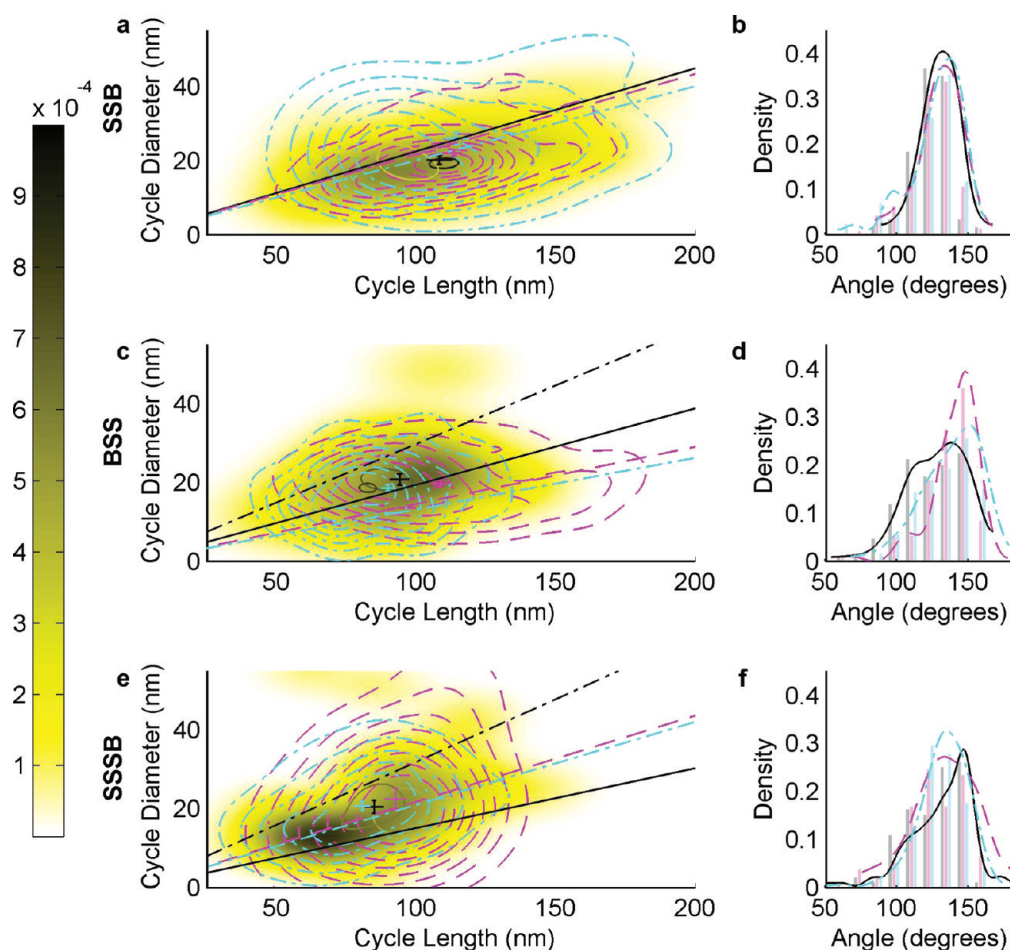 x 10⁻⁴
9
8
7
6
5
4
3
2
1
a
SSB
Cycle Diameter (nm)
40
20
0
50
100
150
200
Cycle Length (nm)
b
Density
0.4
0.3
0.2
0.1
0
50
100
150
Angle (degrees)
c
BSS
Cycle Diameter (nm)
40
20
0
50
100
150
200
Cycle Length (nm)
d
Density
0.4
0.3
0.2
0.1
0
50
100
150
Angle (degrees)
e
SSSB
Cycle Diameter (nm)
40
20
0
50
100
150
200
Cycle Length (nm)
f
Density
0.4
0.3
0.2
0.1
0
50
100
150
Angle (degrees)